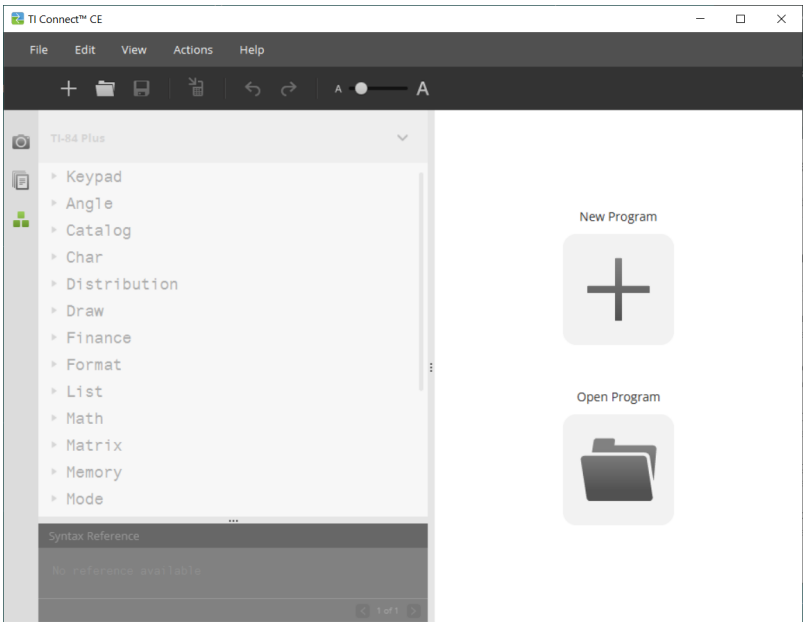 TI Connect™ CE
File Edit View Actions Help
A A
TI-84 Plus
Keypad
Angle
Catalog
Char
Distribution
Draw
Finance
Format
List
Math
Matrix
Memory
Mode
Syntax Reference
No reference available
1 of 1
New Program
Open Program